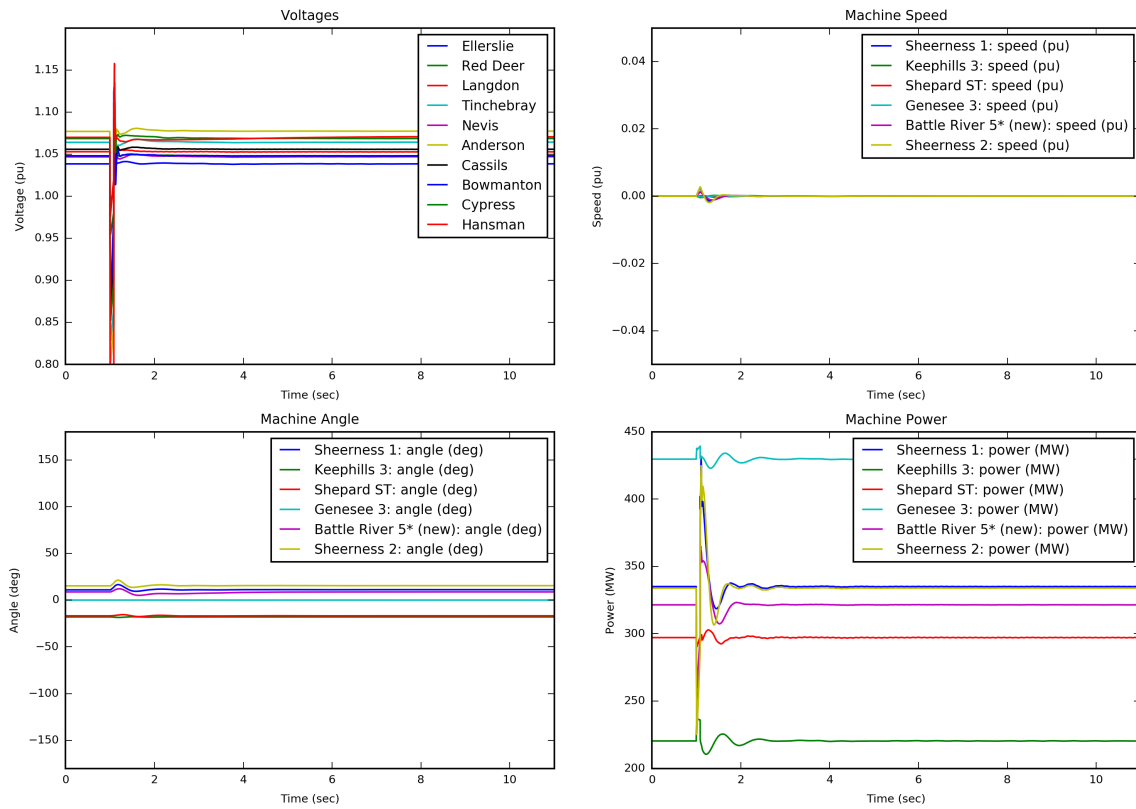 Voltages
1.15
1.10
1.05
1.00
0.95
0.90
0.85
0.80
Voltage (pu)
0
2
4
6
8
10
Time (sec)
Ellerslie
Red Deer
Langdon
Tinchebray
Nevis
Anderson
Cassils
Bowmanton
Cypress
Hansman
Machine Speed
0.04
0.02
0.00
−0.02
−0.04
Speed (pu)
0
2
4
6
8
10
Time (sec)
Sheerness 1: speed (pu)
Keephills 3: speed (pu)
Shepard ST: speed (pu)
Genesee 3: speed (pu)
Battle River 5* (new): speed (pu)
Sheerness 2: speed (pu)
Machine Angle
150
100
50
0
−50
−100
−150
Angle (deg)
0
2
4
6
8
10
Time (sec)
Sheerness 1: angle (deg)
Keephills 3: angle (deg)
Shepard ST: angle (deg)
Genesee 3: angle (deg)
Battle River 5* (new): angle (deg)
Sheerness 2: angle (deg)
Machine Power
450
400
350
300
250
200
Power (MW)
0
2
4
6
8
10
Time (sec)
Sheerness 1: power (MW)
Keephills 3: power (MW)
Shepard ST: power (MW)
Genesee 3: power (MW)
Battle River 5* (new): power (MW)
Sheerness 2: power (MW)